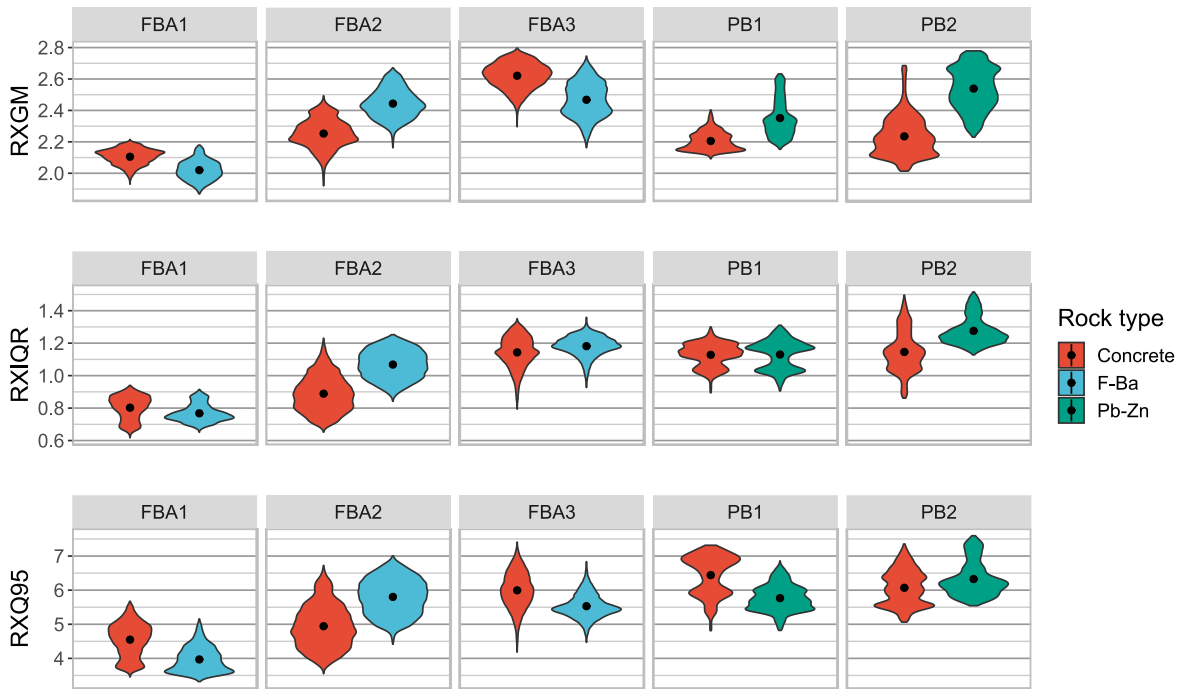 FBA1 FBA2 FBA3 PB1 PB2
RXGM
2.8
2.6
2.4
2.2
2.0
FBA1 FBA2 FBA3 PB1 PB2
RXIQR
1.4
1.2
1.0
0.8
0.6
Rock type
Concrete
F-Ba
Pb-Zn
FBA1 FBA2 FBA3 PB1 PB2
RXQ95
7
6
5
4